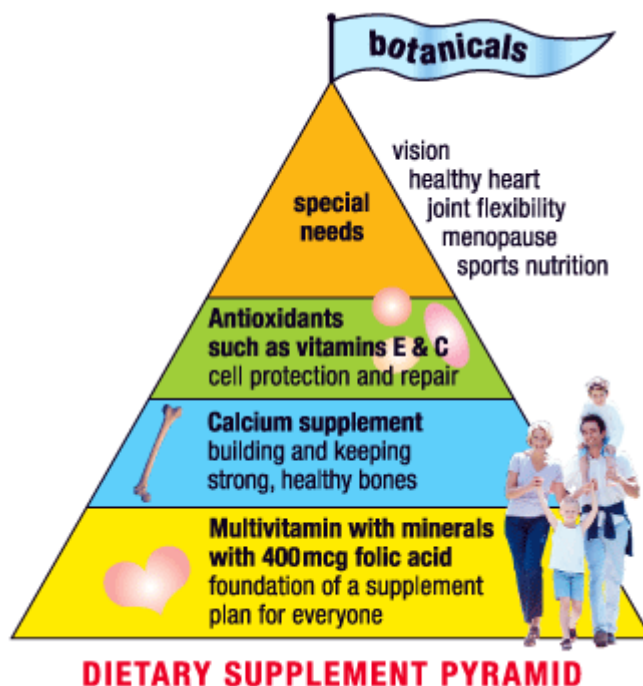 botanicals
vision
healthy heart
joint flexibility
menopause
sports nutrition
special
needs
Antioxidants
such as vitamins E & C
cell protection and repair
Calcium supplement
building and keeping
strong, healthy bones
Multivitamin with minerals
with 400mcg folic acid
foundation of a supplement
plan for everyone
DIETARY SUPPLEMENT PYRAMID